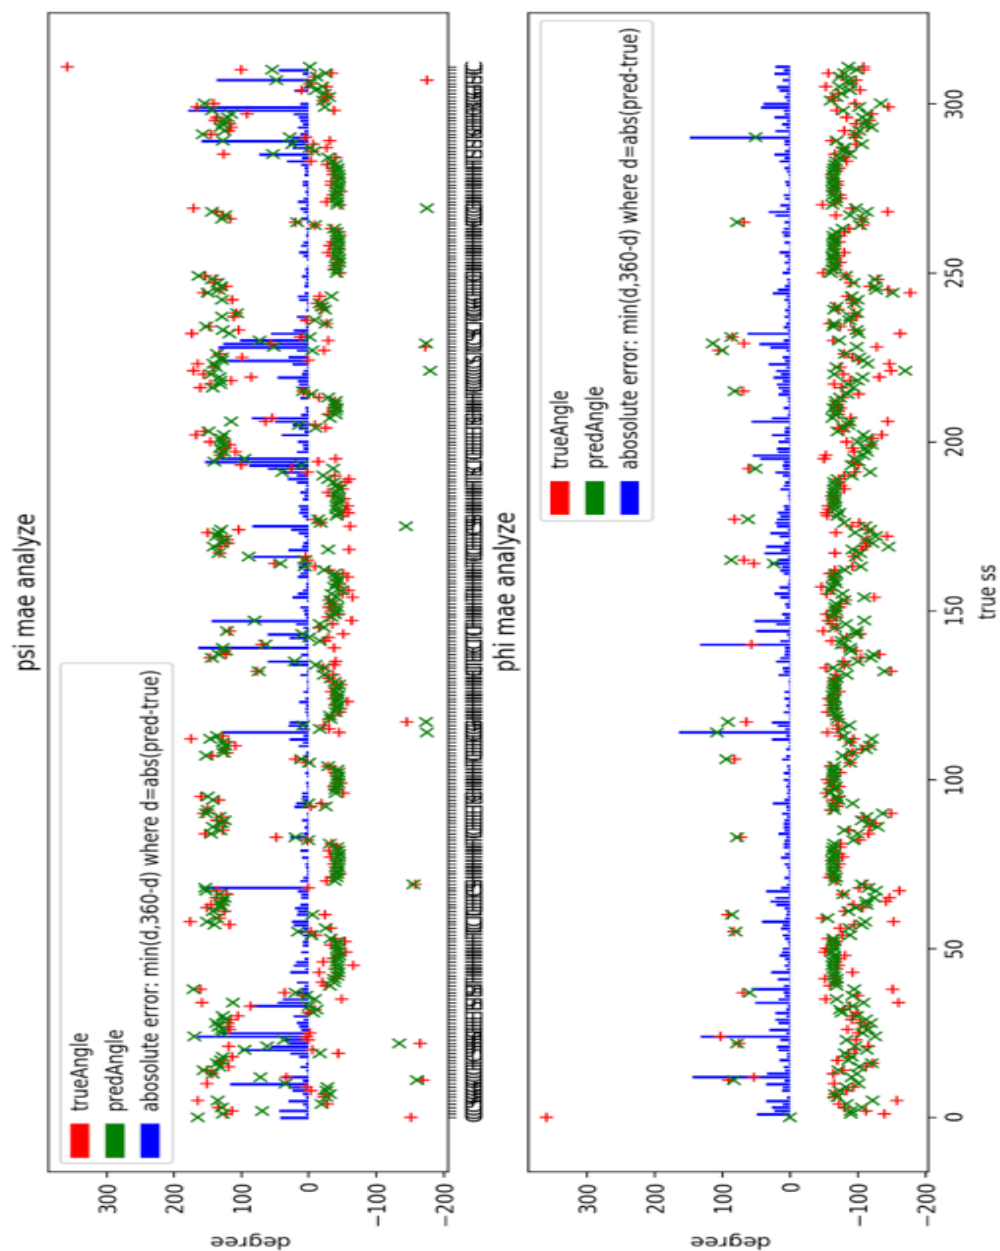 psi mae analyze
trueAngle
predAngle
abosolute error: min(d,360-d) where d=abs(pred-true)
degree
300
200
100
0
−100
−200
phi mae analyze
trueAngle
predAngle
abosolute error: min(d,360-d) where d=abs(pred-true)
degree
300
200
100
0
−100
−200
0
50
100
150
200
250
300
true ss